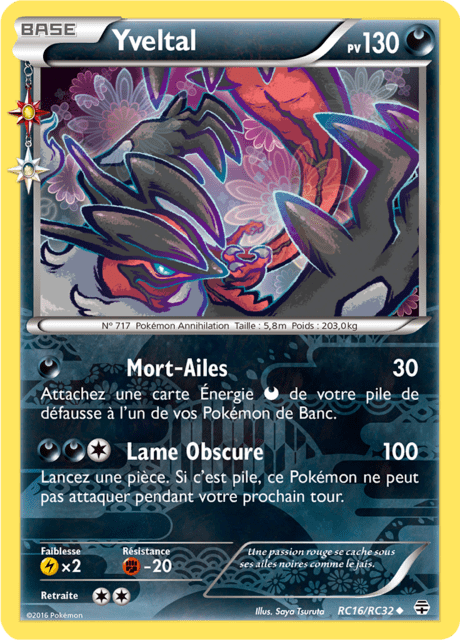 BASE Yveltal PV130
N° 717 Pokémon Annihilation Taille : 5,8m Poids : 203,0kg
Mort-Ailes 30
Attachez une carte Énergie de votre pile de
défausse à l'un de vos Pokémon de Banc.
Lame Obscure 100
Lancez une pièce. Si c'est pile, ce Pokémon ne peut
pas attaquer pendant votre prochain tour.
Faiblesse Résistance
×2 -20
Retraite
Une passion rouge se cache sous
ses ailes noires comme le jais.
©2016 Pokémon
Illus. Saya Tsuruta RC16/RC32